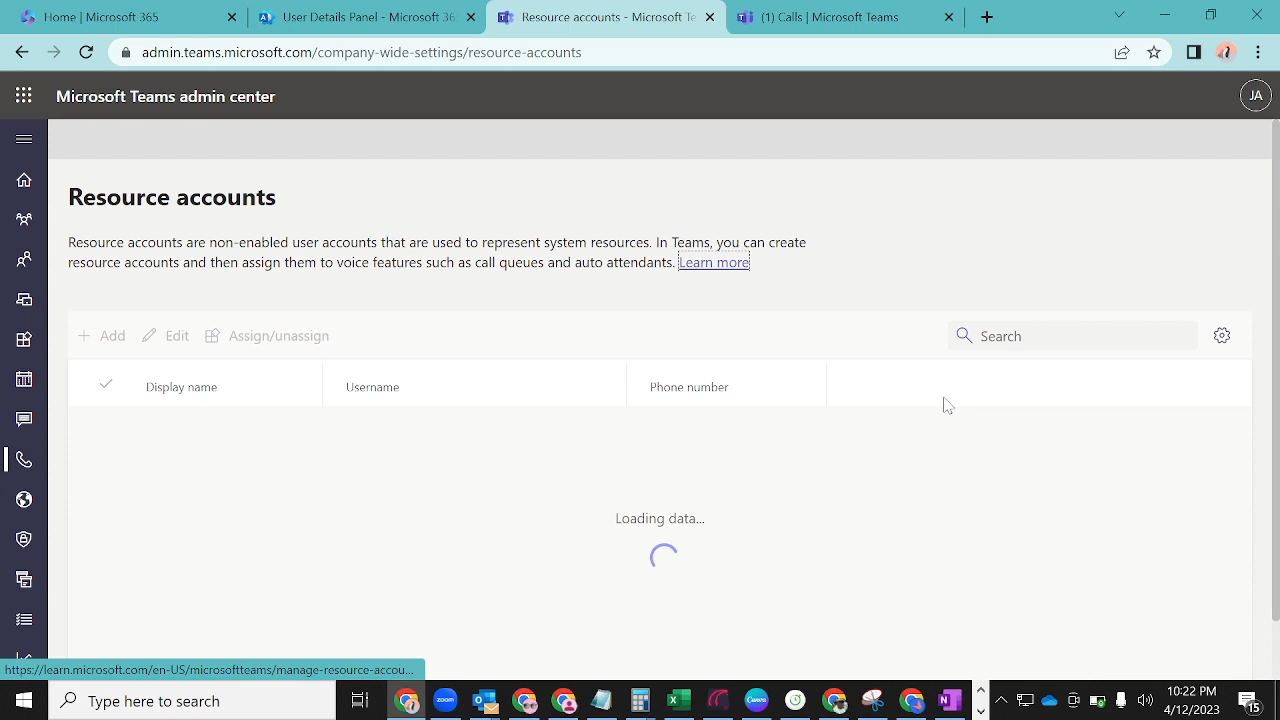 Home | Microsoft 365
User Details Panel - Microsoft 36
Resource accounts - Microsoft Te
(1) Calls | Microsoft Teams
admin.teams.microsoft.com/company-wide-settings/resource-accounts
Microsoft Teams admin center
JA
Resource accounts
Resource accounts are non-enabled user accounts that are used to represent system resources. In Teams, you can create
resource accounts and then assign them to voice features such as call queues and auto attendants. Learn more
Add
Edit
Assign/unassign
Search
Display name
Username
Phone number
Loading data...
https://learn.microsoft.com/en-US/microsoftteams/manage-resource-accou...
Type here to search
zoom
Canva
10:22 PM
4/12/2023
15